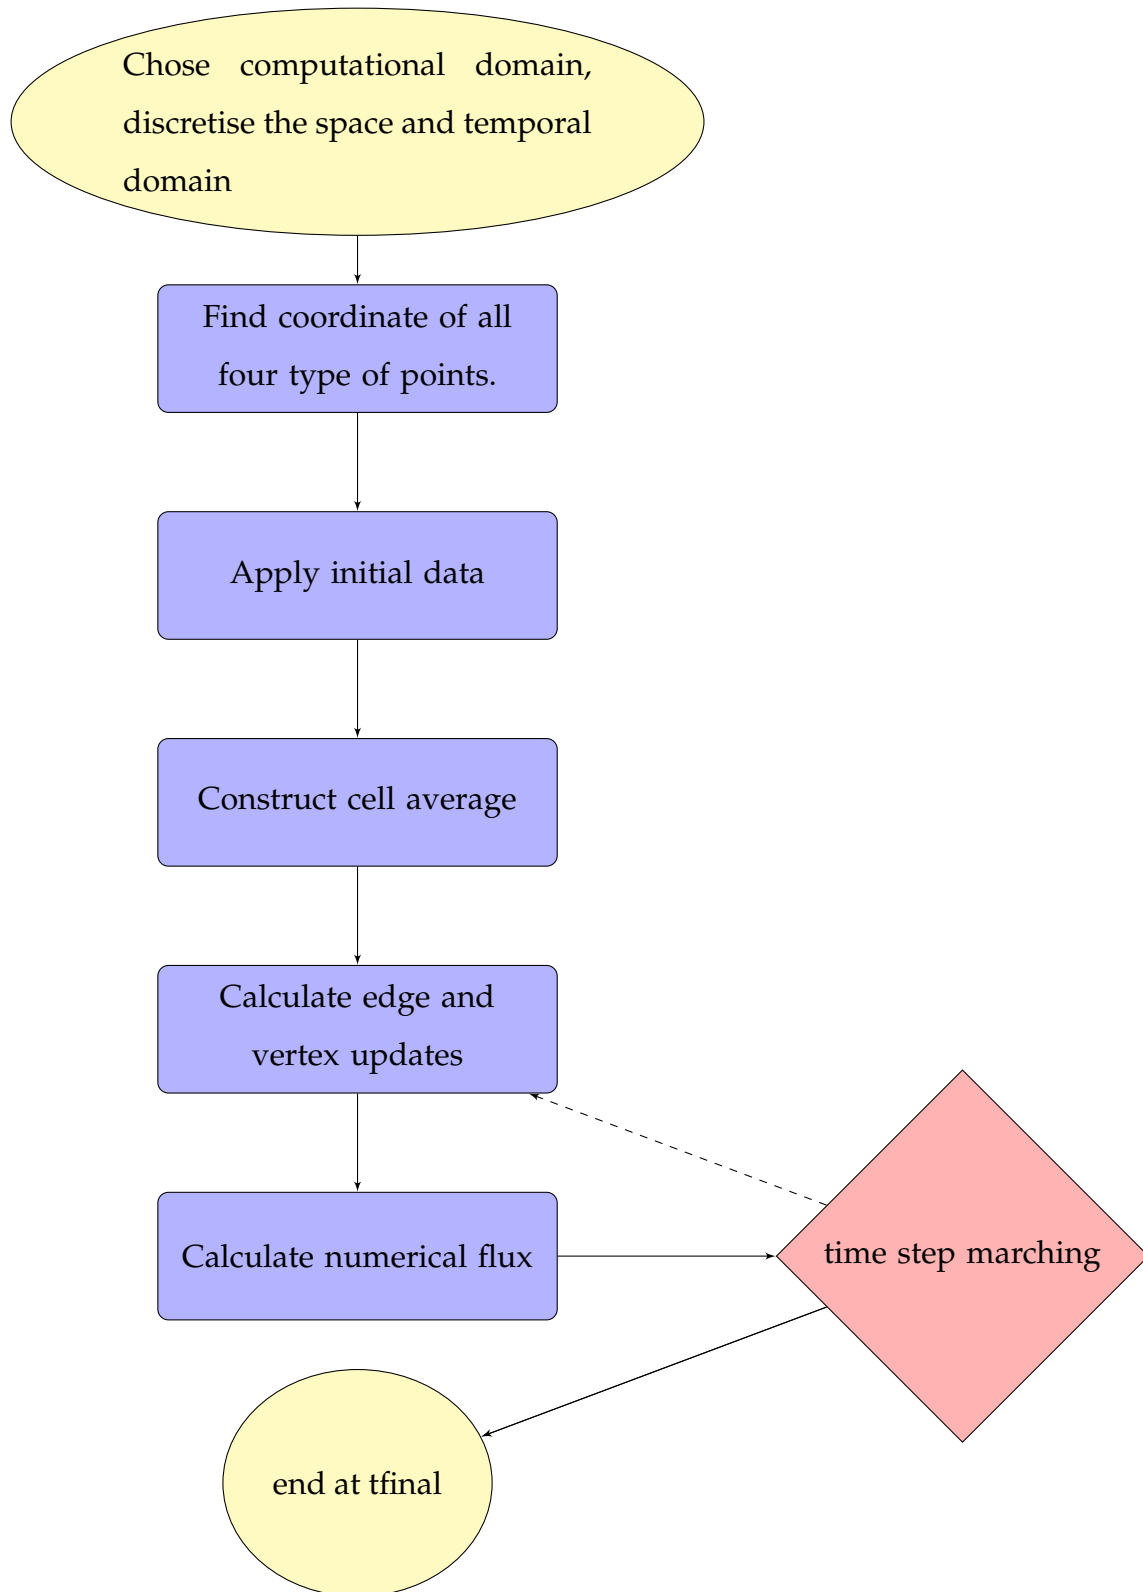 Chose computational domain,
discretise the space and temporal
domain
Find coordinate of all
four type of points.
Apply initial data
Construct cell average
Calculate edge and
vertex updates
Calculate numerical flux
time step marching
end at tfinal